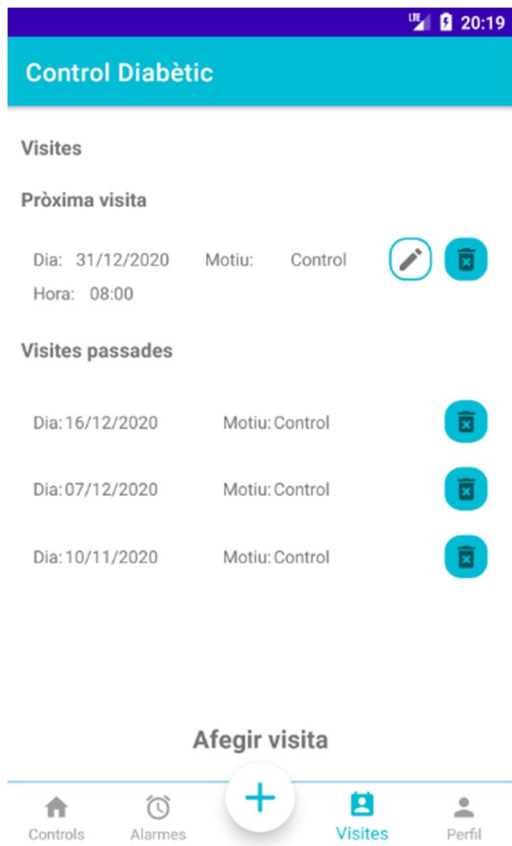 LTE 20:19
Control Diabètic
Visites
Pròxima visita
Dia: 31/12/2020 Motiu: Control
Hora: 08:00
Visites passades
Dia: 16/12/2020 Motiu: Control
Dia: 07/12/2020 Motiu: Control
Dia: 10/11/2020 Motiu: Control
Afegir visita
Controls Alarmes Visites Perfil